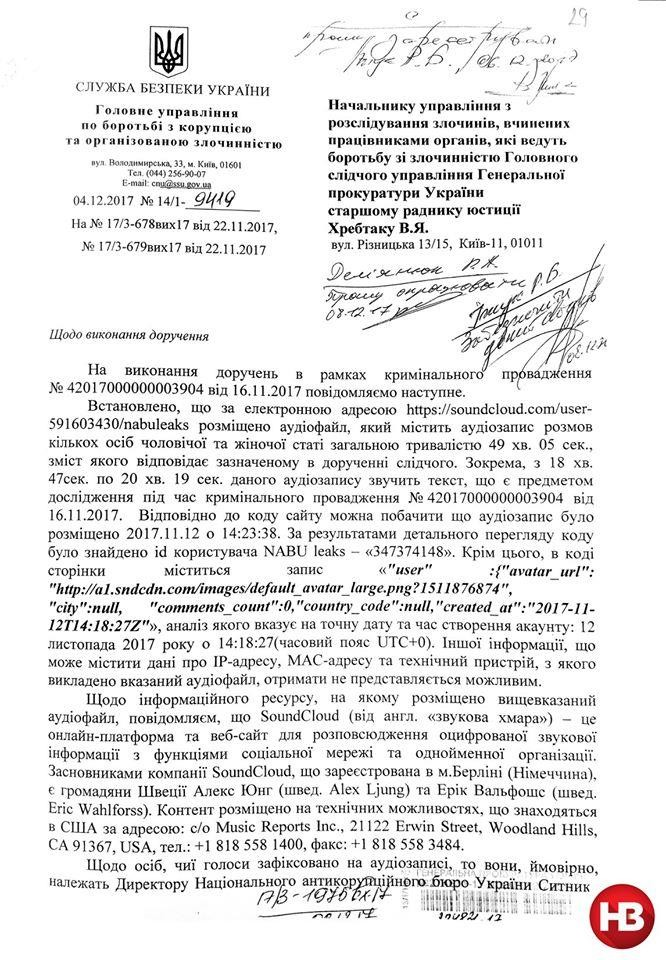 29
зареєструвати
СЛУЖБА БЕЗПЕКИ УКРАЇНИ
Головне управління
по боротьбі з корупцією
та організованою злочинністю
вул. Володимирська, 33, м. Київ, 01601
Тел. (044) 256-90-07
E-mail: cnu@ssu.gov.ua
04.12.2017 № 14/1- 9419
На № 17/3-678вих17 від 22.11.2017,
№ 17/3-679вих17 від 22.11.2017
Начальнику управління з
розслідування злочинів, вчинених
працівниками органів, які ведуть
боротьбу зі злочинністю Головного
слідчого управління Генеральної
прокуратури України
старшому раднику юстиції
Хребтаку В.Я.
вул. Різницька 13/15, Київ-11, 01011
Прошу опрацювати
08.12.17
Щодо виконання доручення
На виконання доручень в рамках кримінального провадження
№ 42017000000003904 від 16.11.2017 повідомляємо наступне.
Встановлено, що за електронною адресою https://soundcloud.com/user-
591603430/nabuleaks розміщено аудіофайл, який містить аудіозапис розмов
кількох осіб чоловічої та жіночої статі загальною тривалістю 49 хв. 05 сек.,
зміст якого відповідає зазначеному в дорученні слідчого. Зокрема, з 18 хв.
47сек. по 20 хв. 19 сек. даного аудіозапису звучить текст, що є предметом
дослідження під час кримінального провадження № 42017000000003904 від
16.11.2017. Відповідно до коду сайту можна побачити що аудіозапис було
розміщено 2017.11.12 о 14:23:38. За результатами детального перегляду коду
було знайдено id користувача NABU leaks – «347374148». Крім цього, в коді
сторінки міститься запис «"user" :{"avatar_url":
"http://a1.sndcdn.com/images/default_avatar_large.png?1511876874",
"city":null, "comments_count":0,"country_code":null,"created_at":"2017-11-
12T14:18:27Z"», аналіз якого вказує на точну дату та час створення акаунту: 12
листопада 2017 року о 14:18:27(часовий пояс UTC+0). Іншої інформації, що
може містити дані про IP-адресу, MAC-адресу та технічний пристрій, з якого
викладено вказаний аудіофайл, отримати не представляється можливим.
Щодо інформаційного ресурсу, на якому розміщено вищевказаний
аудіофайл, повідомляєм, що SoundCloud (від англ. «звукова хмара») – це
онлайн-платформа та веб-сайт для розповсюдження оцифрованої звукової
інформації з функціями соціальної мережі та однойменної організації.
Засновниками компанії SoundCloud, що зареєстрована в м.Берліні (Німеччина),
є громадяни Швеції Алекс Юнг (швед. Alex Ljung) та Ерік Вальфошс (швед.
Eric Wahlforss). Контент розміщено на технічних можливостях, що знаходяться
в США за адресою: c/o Music Reports Inc., 21122 Erwin Street, Woodland Hills,
CA 91367, USA, тел.: +1 818 558 1400, факс: +1 818 558 3484.
Щодо осіб, чиї голоси зафіксовано на аудіозаписі, то вони, ймовірно,
належать Директору Національного антикорупційного бюро України Ситник
НВ